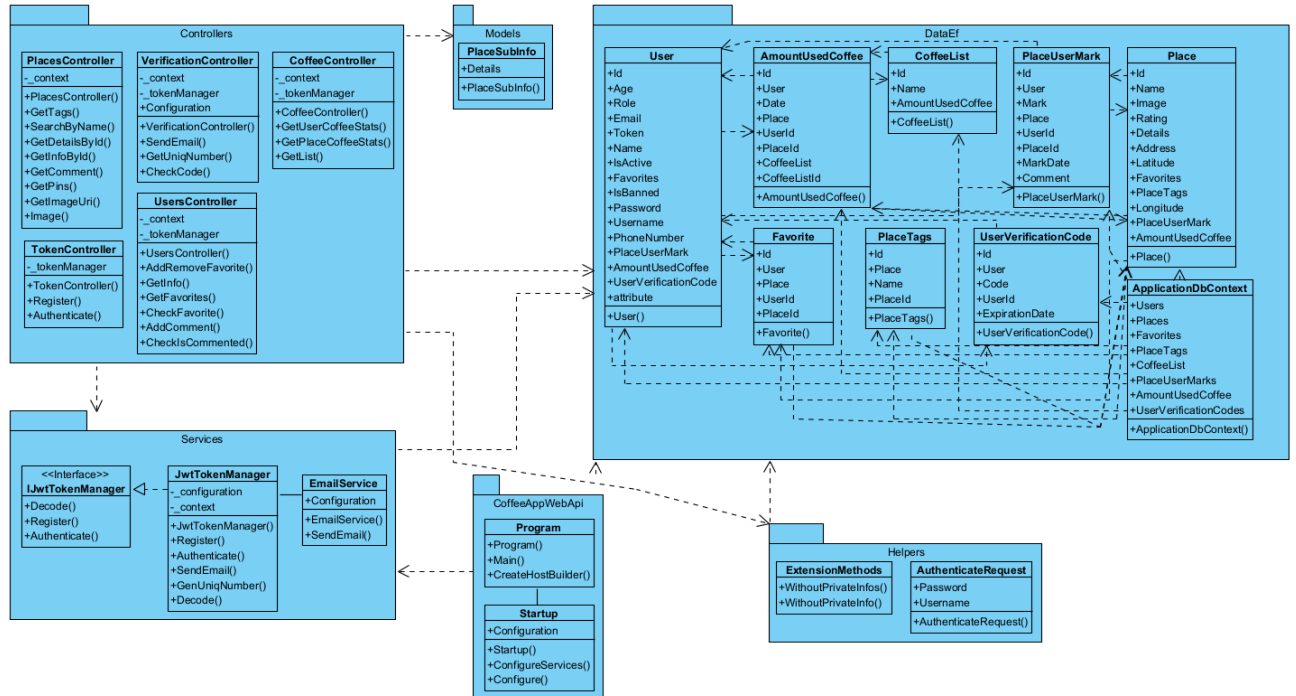 Controllers
PlacesController
-_context
+PlacesController()
+GetTags()
+SearchByName()
+GetDetailsById()
+GetInfoById()
+GetComment()
+GetPins()
+GetImageUri()
+Image()
VerificationController
-_context
-_tokenManager
+Configuration
+VerificationController()
+SendEmail()
+GetUniqNumber()
+CheckCode()
CoffeeController
-_context
-_tokenManager
+CoffeeController()
+GetUserCoffeeStats()
+GetPlaceCoffeeStats()
+GetList()
TokenController
-_tokenManager
+TokenController()
+Register()
+Authenticate()
UsersController
-_context
-_tokenManager
+UsersController()
+AddRemoveFavorite()
+GetInfo()
+GetFavorites()
+CheckFavorite()
+AddComment()
+CheckIsCommented()
Models
PlaceSubInfo
+Details
+PlaceSubInfo()
DataEf
User
+Id
+Age
+Role
+Email
+Token
+Name
+IsActive
+Favorites
+IsBanned
+Password
+Username
+PhoneNumber
+PlaceUserMark
+AmountUsedCoffee
+UserVerificationCode
+attribute
+User()
AmountUsedCoffee
+Id
+User
+Date
+Place
+UserId
+PlaceId
+CoffeeList
+CoffeeListId
+AmountUsedCoffee()
CoffeeList
+Id
+Name
+AmountUsedCoffee
+CoffeeList()
PlaceUserMark
+Id
+User
+Mark
+Place
+UserId
+PlaceId
+MarkDate
+Comment
+PlaceUserMark()
Place
+Id
+Name
+Image
+Rating
+Details
+Address
+Latitude
+Favorites
+PlaceTags
+Longitude
+PlaceUserMark
+AmountUsedCoffee
+Place()
Favorite
+Id
+User
+Place
+UserId
+PlaceId
+Favorite()
PlaceTags
+Id
+Place
+Name
+PlaceId
+PlaceTags()
UserVerificationCode
+Id
+User
+Code
+UserId
+ExpirationDate
+UserVerificationCode()
ApplicationDbContext
+Users
+Places
+Favorites
+PlaceTags
+CoffeeList
+PlaceUserMarks
+AmountUsedCoffee
+UserVerificationCodes
+ApplicationDbContext()
Services
<<Interface>>
IJwtTokenManager
+Decode()
+Register()
+Authenticate()
JwtTokenManager
-_configuration
-_context
+JwtTokenManager()
+Register()
+Authenticate()
+SendEmail()
+GenUniqNumber()
+Decode()
EmailService
+Configuration
+EmailService()
+SendEmail()
CoffeeAppWebApi
Program
+Program()
+Main()
+CreateHostBuilder()
Startup
+Configuration
+Startup()
+ConfigureServices()
+Configure()
Helpers
ExtensionMethods
+WithoutPrivateInfos()
+WithoutPrivateInfo()
AuthenticateRequest
+Password
+Username
+AuthenticateRequest()